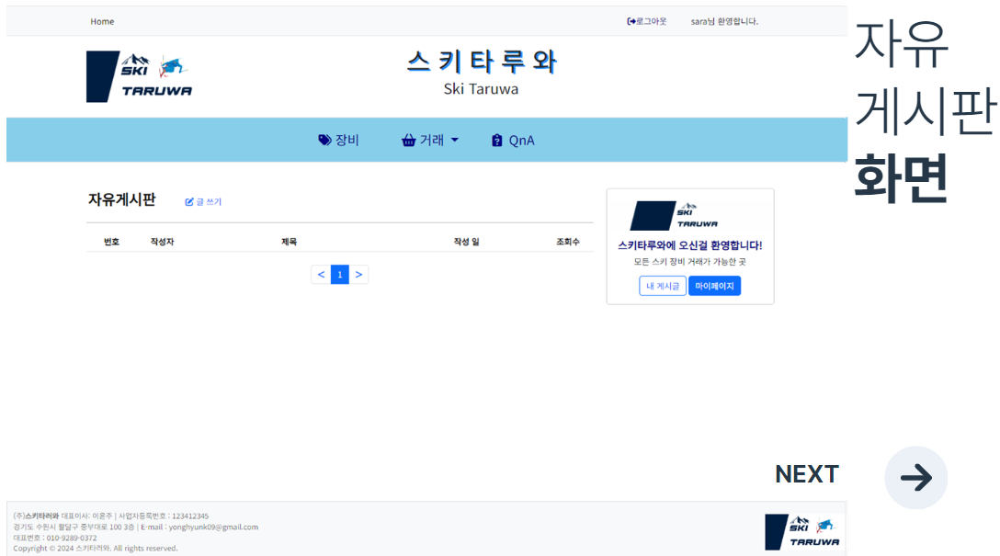 Home
로그아웃
sara님 환영합니다.
SKI
TARUWA
스키타루와
Ski Taruwa
장비
거래
QnA
자유게시판
글 쓰기
번호 작성자 제목 작성 일 조회수
< 1 >
SKI
TARUWA
스키타루와에 오신걸 환영합니다!
모든 스키 장비 거래가 가능한 곳
내 게시글
마이페이지
자유
게시판
화면
NEXT
(주)스키타러와 대표이사: 이훈주 | 사업자등록번호 : 123412345
경기도 수원시 팔달구 중부대로 100 3층 | E-mail : yonghyunk09@gmail.com
대표번호 : 010-9289-0372
Copyright © 2024 스키타러와. All rights reserved.
SKI
TARUWA